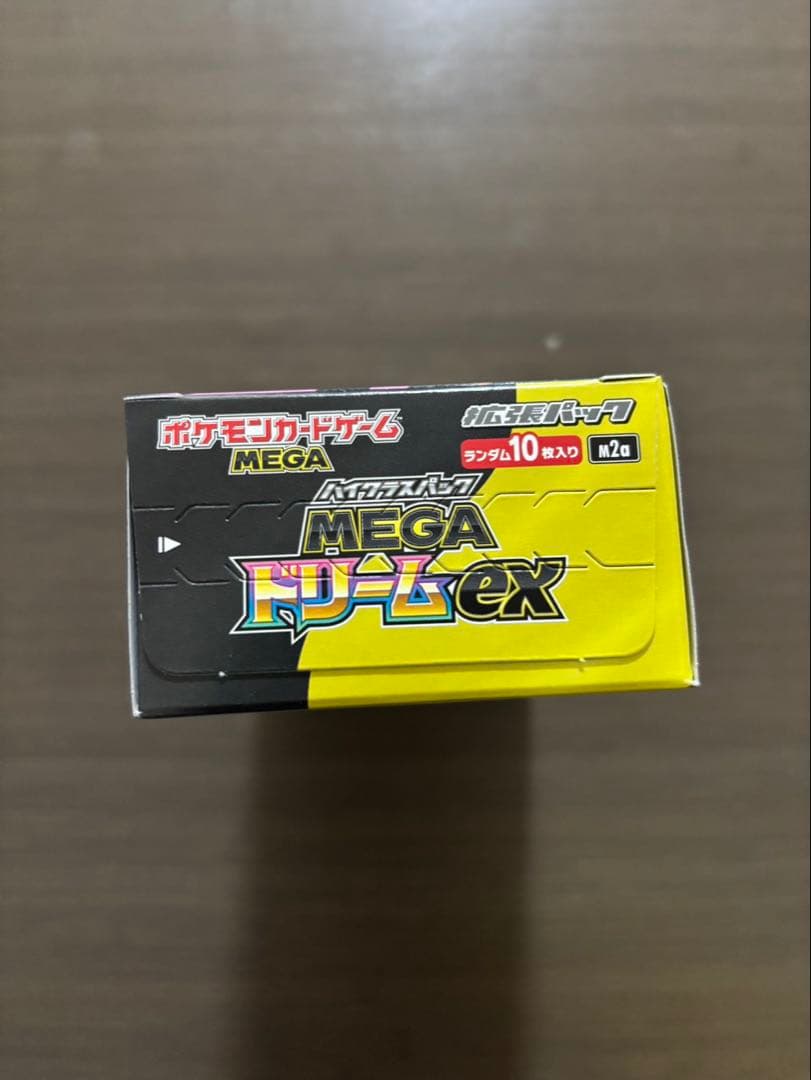 ポケモンカードゲーム
MEGA
拡張パック
ランダム10枚入り
M2a
ハイクラスパック
MEGA
ドリームex